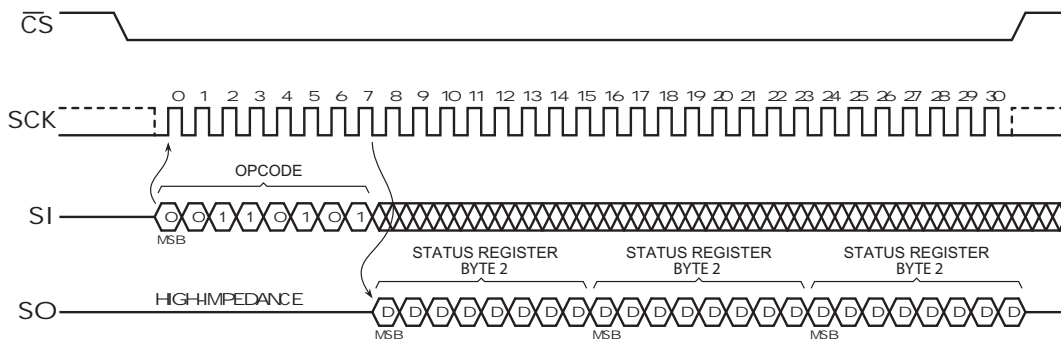 CS
SCK 0 1 2 3 4 5 6 7 8 9 10 11 12 13 14 15 16 17 18 19 20 21 22 23 24 25 26 27 28 29 30
OPCODE
SI 0 0 1 1 0 1 0 1
MSB
STATUS REGISTER STATUS REGISTER STATUS REGISTER
BYTE 2 BYTE 2 BYTE 2
HIGH-IMPEDANCE
SO D D D D D D D D D D D D D D D D D D D D D D D D
MSB MSB MSB